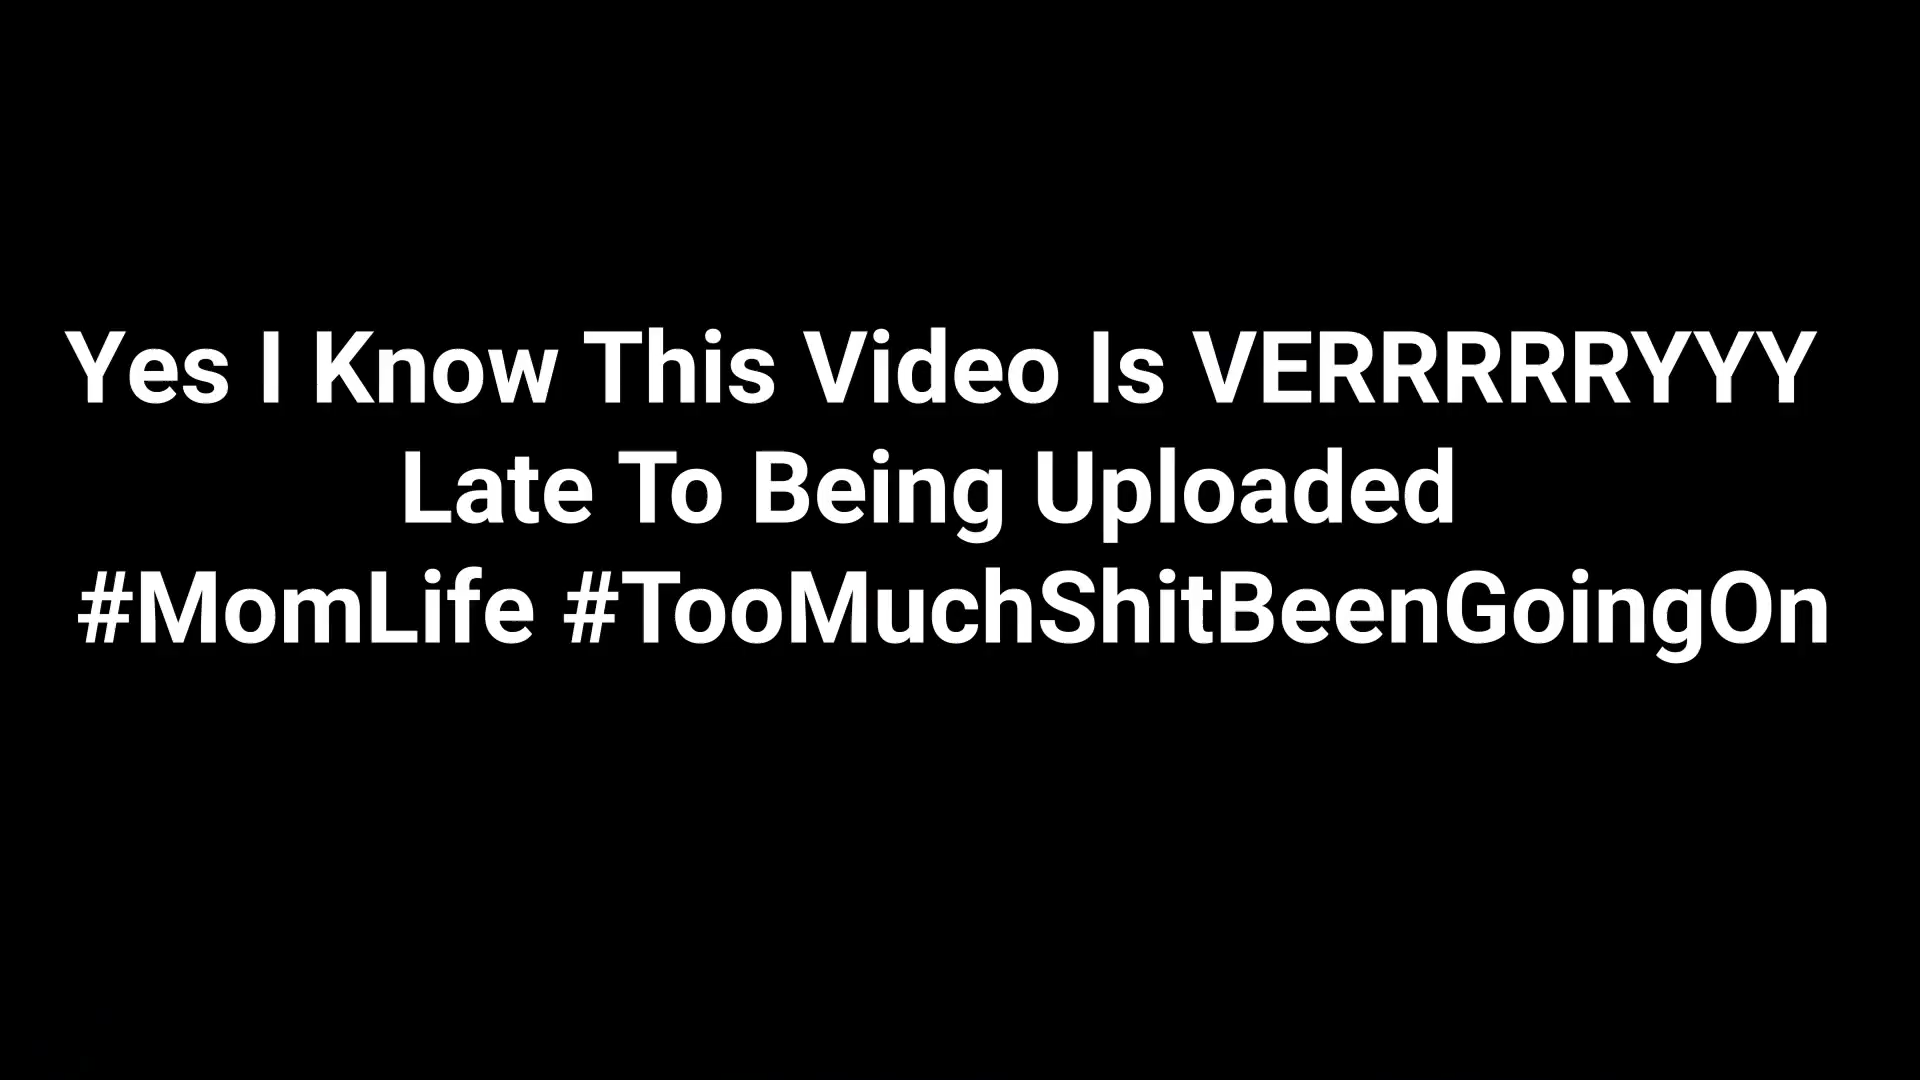 Yes I Know This Video Is VERRRRRYYY
Late To Being Uploaded
#MomLife #TooMuchShitBeenGoingOn